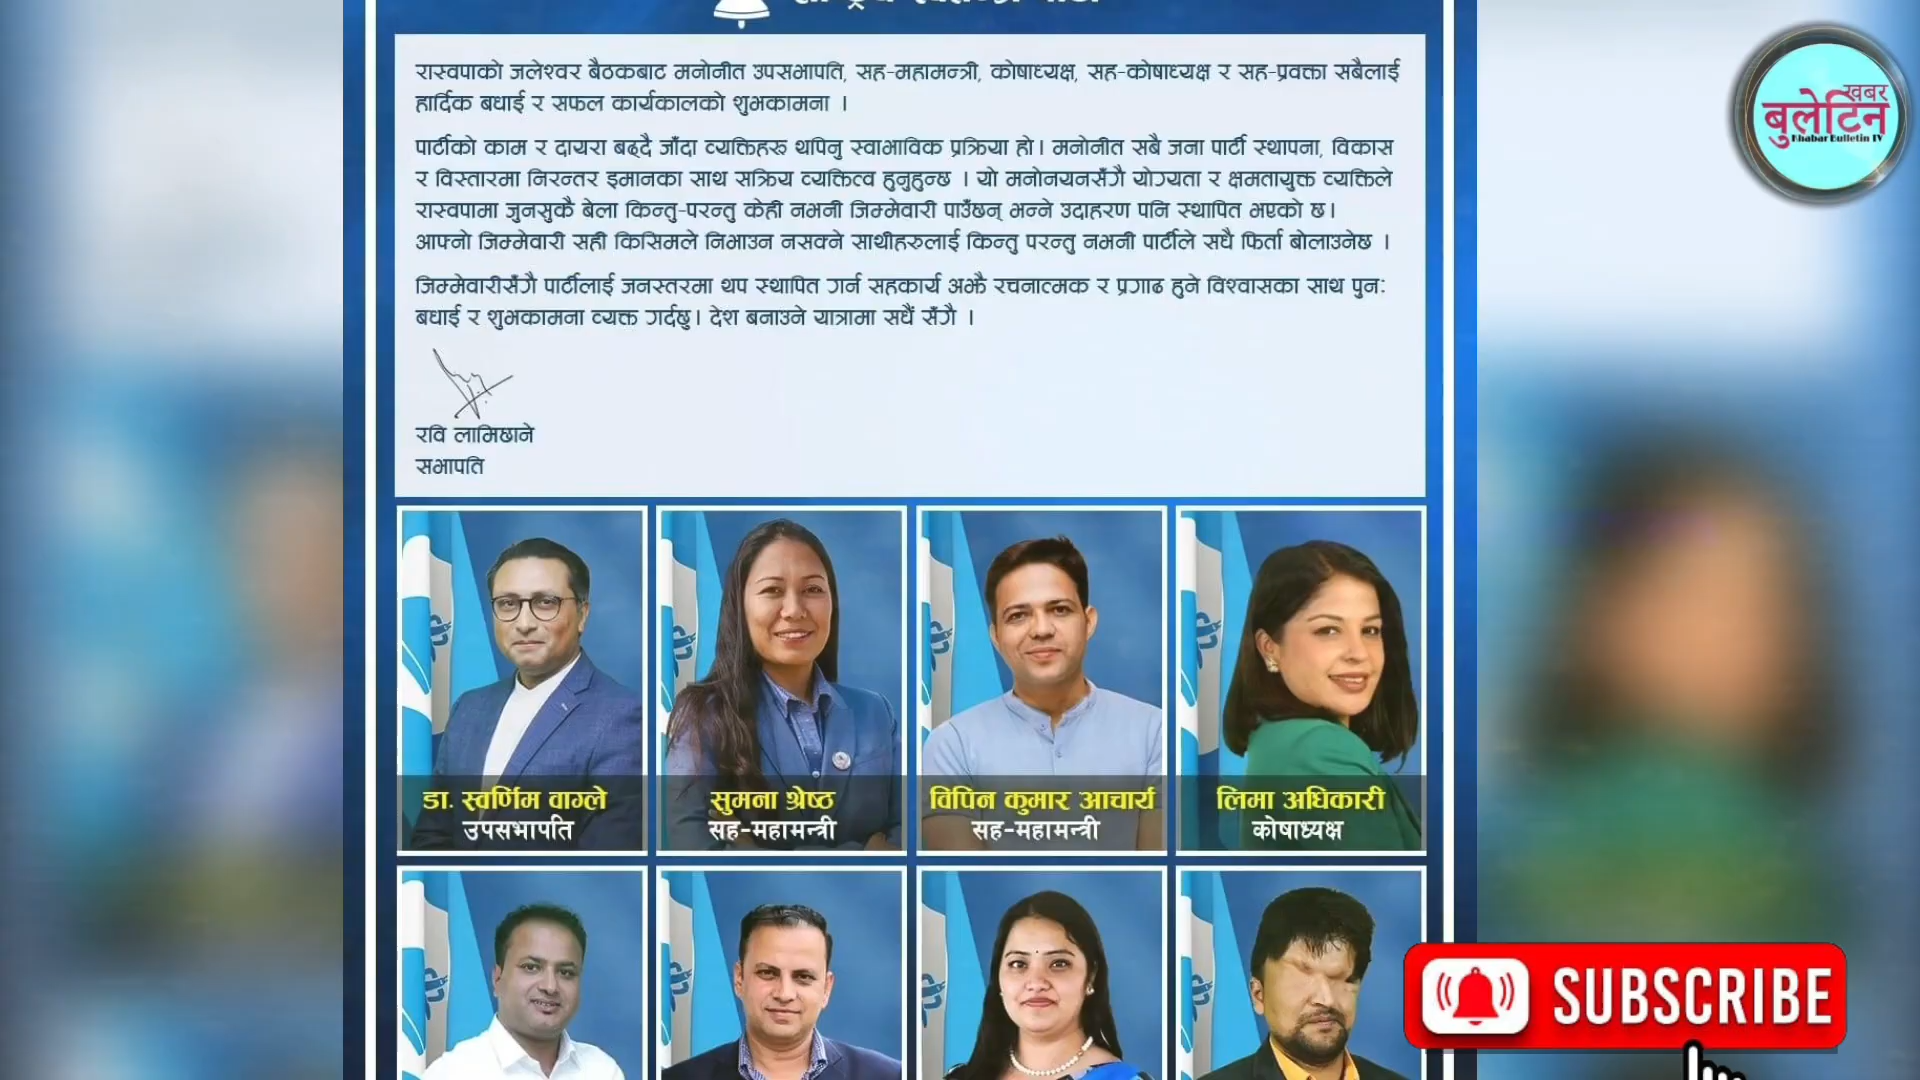 रास्वपाको जलेश्वर बैठकबाट मनोनीत उपसभापति, सह-महामन्त्री, कोषाध्यक्ष, सह-कोषाध्यक्ष र सह-प्रवक्ता सबैलाई
हार्दिक बधाई र सफल कार्यकालको शुभकामना ।
पार्टीको काम र दायरा बढ्दै जाँदा व्यक्तिहरु थपिनु स्वाभाविक प्रक्रिया हो। मनोनीत सबै जना पार्टी स्थापना, विकास
र विस्तारमा निरन्तर इमानका साथ सक्रिय व्यक्तित्व हुनुहुन्छ । यो मनोनयनसँगै योग्यता र क्षमतायुक्त व्यक्तिले
रास्वपामा जुनसुकै बेला किन्तु-परन्तु केही नभनी जिम्मेवारी पाउँछन् भन्ने उदाहरण पनि स्थापित भएको छ।
आफ्नो जिम्मेवारी सही किसिमले निभाउन नसक्ने साथीहरुलाई किन्तु परन्तु नभनी पार्टीले सधै फिर्ता बोलाउनेछ ।
जिम्मेवारीसँगै पार्टीलाई जनस्तरमा थप स्थापित गर्न सहकार्य अझै रचनात्मक र प्रगाढ हुने विश्वासका साथ पुनः
बधाई र शुभकामना व्यक्त गर्दछु। देश बनाउने यात्रामा सधैं सँगै ।
रवि लामिछाने
सभापति
डा. स्वर्णिम वाग्ले
उपसभापति
सुमना श्रेष्ठ
सह-महामन्त्री
विपिन कुमार आचार्य
सह-महामन्त्री
लिमा अधिकारी
कोषाध्यक्ष
खबर
बुलेटिन
Khabar Bulletin TV
SUBSCRIBE